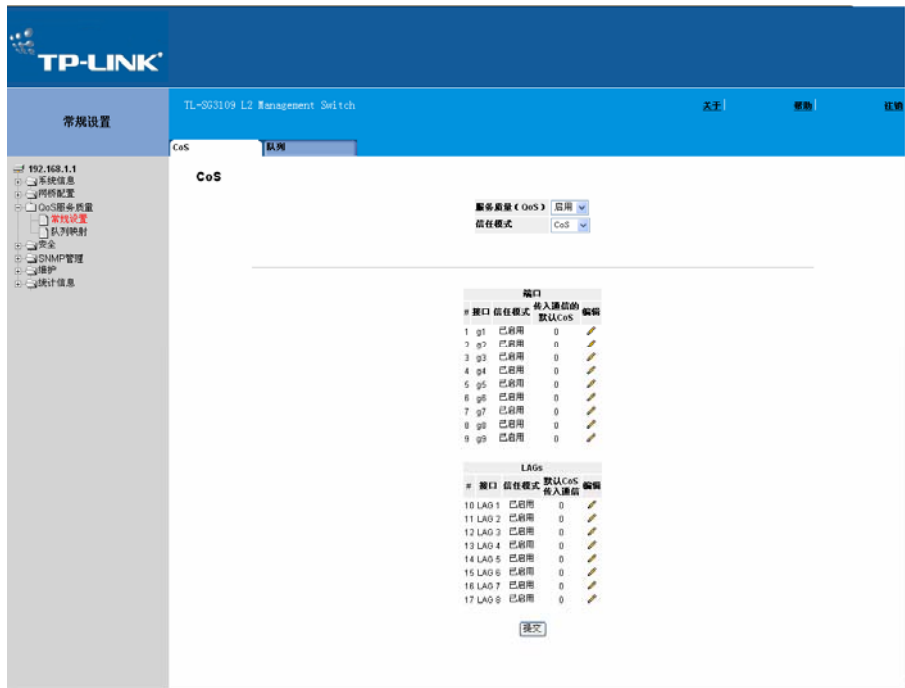 TP-LINK
常规设置
TL-SG3109 L2 Management Switch
关于
帮助
注销
CoS
队列
192.168.1.1
系统信息
网桥配置
QoS服务质量
常规设置
队列映射
安全
SNMP管理
维护
统计信息
CoS
服务质量(QoS) 启用
信任模式 CoS
端口
# 接口 信任模式 传入通信的默认CoS 编辑
1 g1 已启用 0
2 g2 已启用 0
3 g3 已启用 0
4 g4 已启用 0
5 g5 已启用 0
6 g6 已启用 0
7 g7 已启用 0
8 g8 已启用 0
9 g9 已启用 0
LAGs
# 接口 信任模式 默认CoS传入通信 编辑
10 LAG 1 已启用 0
11 LAG 2 已启用 0
12 LAG 3 已启用 0
13 LAG 4 已启用 0
14 LAG 5 已启用 0
15 LAG 6 已启用 0
16 LAG 7 已启用 0
17 LAG 8 已启用 0
提交